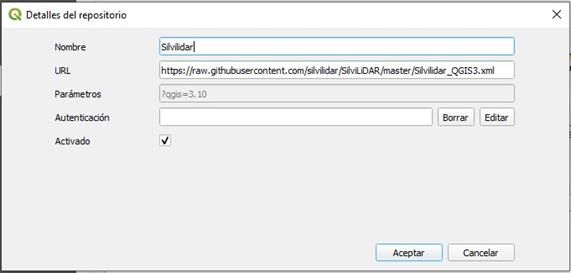 Detalles del repositorio
Nombre Silvilidar
URL https://raw.githubusercontent.com/silvilidar/SilviLiDAR/master/Silvilidar_QGIS3.xml
Parámetros ?qgis=3.10
Autenticación Borrar Editar
Activado
Aceptar Cancelar